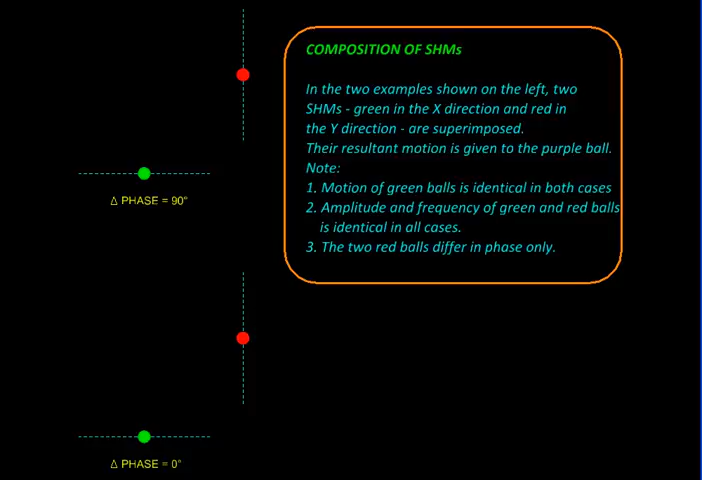 COMPOSITION OF SHMs
In the two examples shown on the left, two
SHMs - green in the X direction and red in
the Y direction - are superimposed.
Their resultant motion is given to the purple ball.
Note:
1. Motion of green balls is identical in both cases
2. Amplitude and frequency of green and red balls
is identical in all cases.
3. The two red balls differ in phase only.
Δ PHASE = 90°
Δ PHASE = 0°